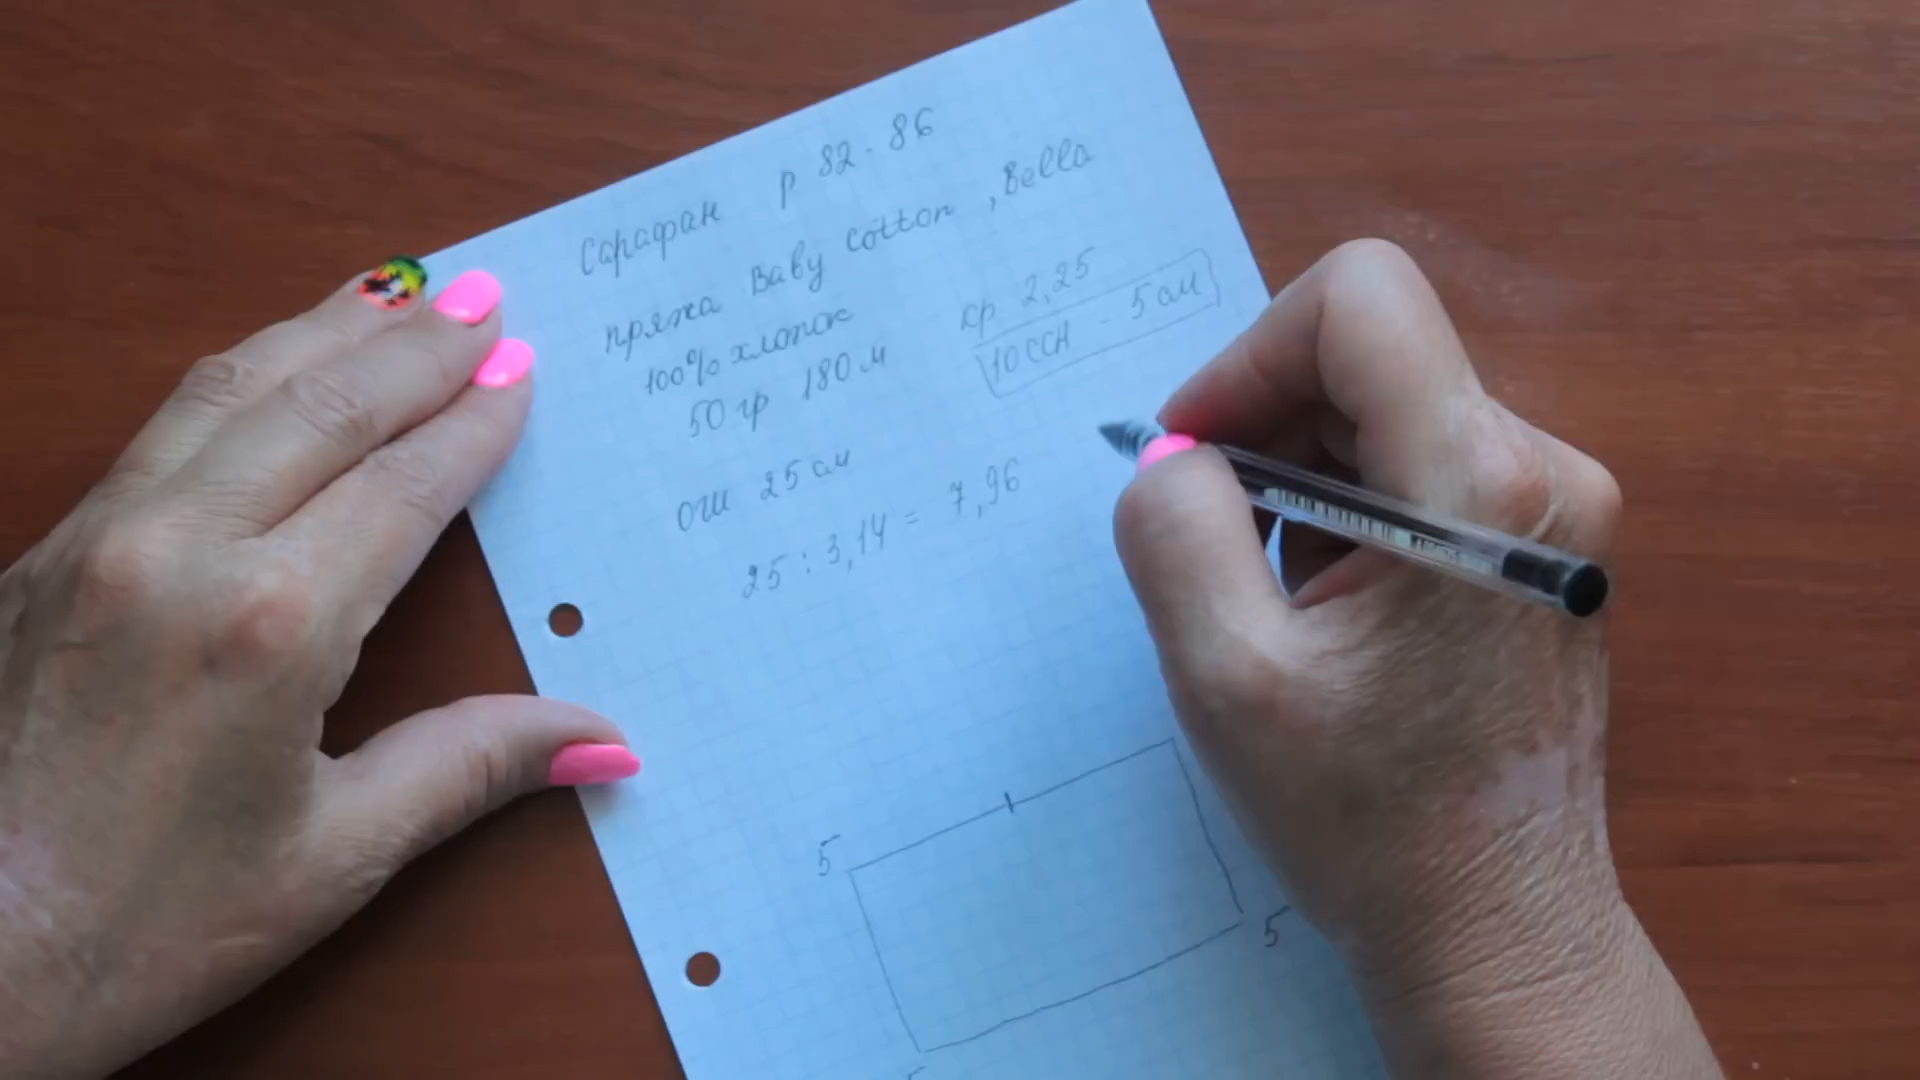 Сарафан р 82-86
пряжа Baby Cotton, Bella
100% хлопок
50 гр 180 м
кр 2,25
10 ССН - 5 см
ОШ 25 см
25 : 3,14 = 7,96
5
5